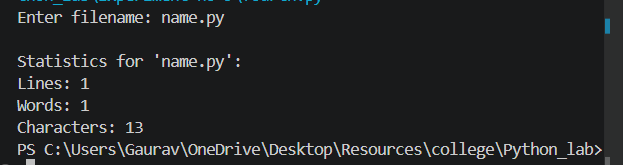 Enter filename: name.py
Statistics for 'name.py':
Lines: 1
Words: 1
Characters: 13
PS C:\Users\Gaurav\OneDrive\Desktop\Resources\college\Python_lab>